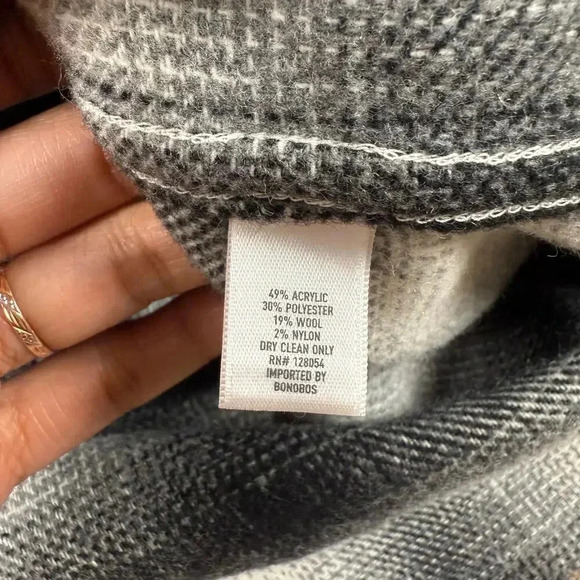 49% ACRYLIC
30% POLYESTER
19% WOOL
2% NYLON
DRY CLEAN ONLY
RN# 128054
IMPORTED BY
BONOBOS